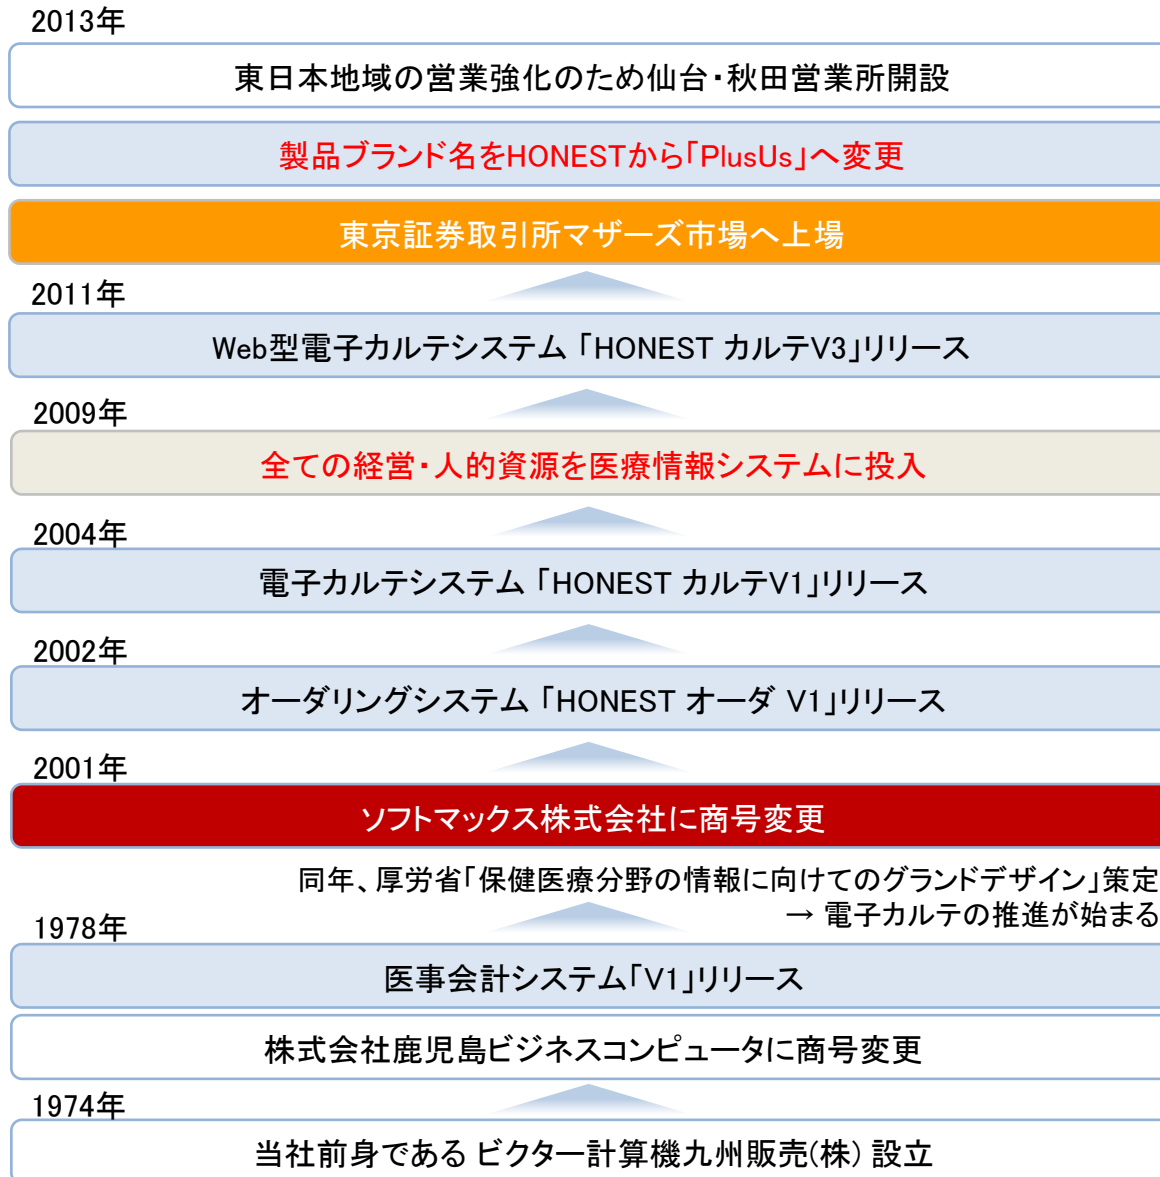 2013年
東日本地域の営業強化のため仙台・秋田営業所開設
製品ブランド名をHONESTから「PlusUs」へ変更
東京証券取引所マザーズ市場へ上場
2011年
Web型電子カルテシステム「HONEST カルテV3」リリース
2009年
全ての経営・人的資源を医療情報システムに投入
2004年
電子カルテシステム「HONEST カルテV1」リリース
2002年
オーダリングシステム「HONEST オーダ V1」リリース
2001年
ソフトマックス株式会社に商号変更
同年、厚労省「保健医療分野の情報に向けてのグランドデザイン」策定
→ 電子カルテの推進が始まる
1978年
医事会計システム「V1」リリース
株式会社鹿児島ビジネスコンピュータに商号変更
1974年
当社前身である ビクター計算機九州販売(株) 設立